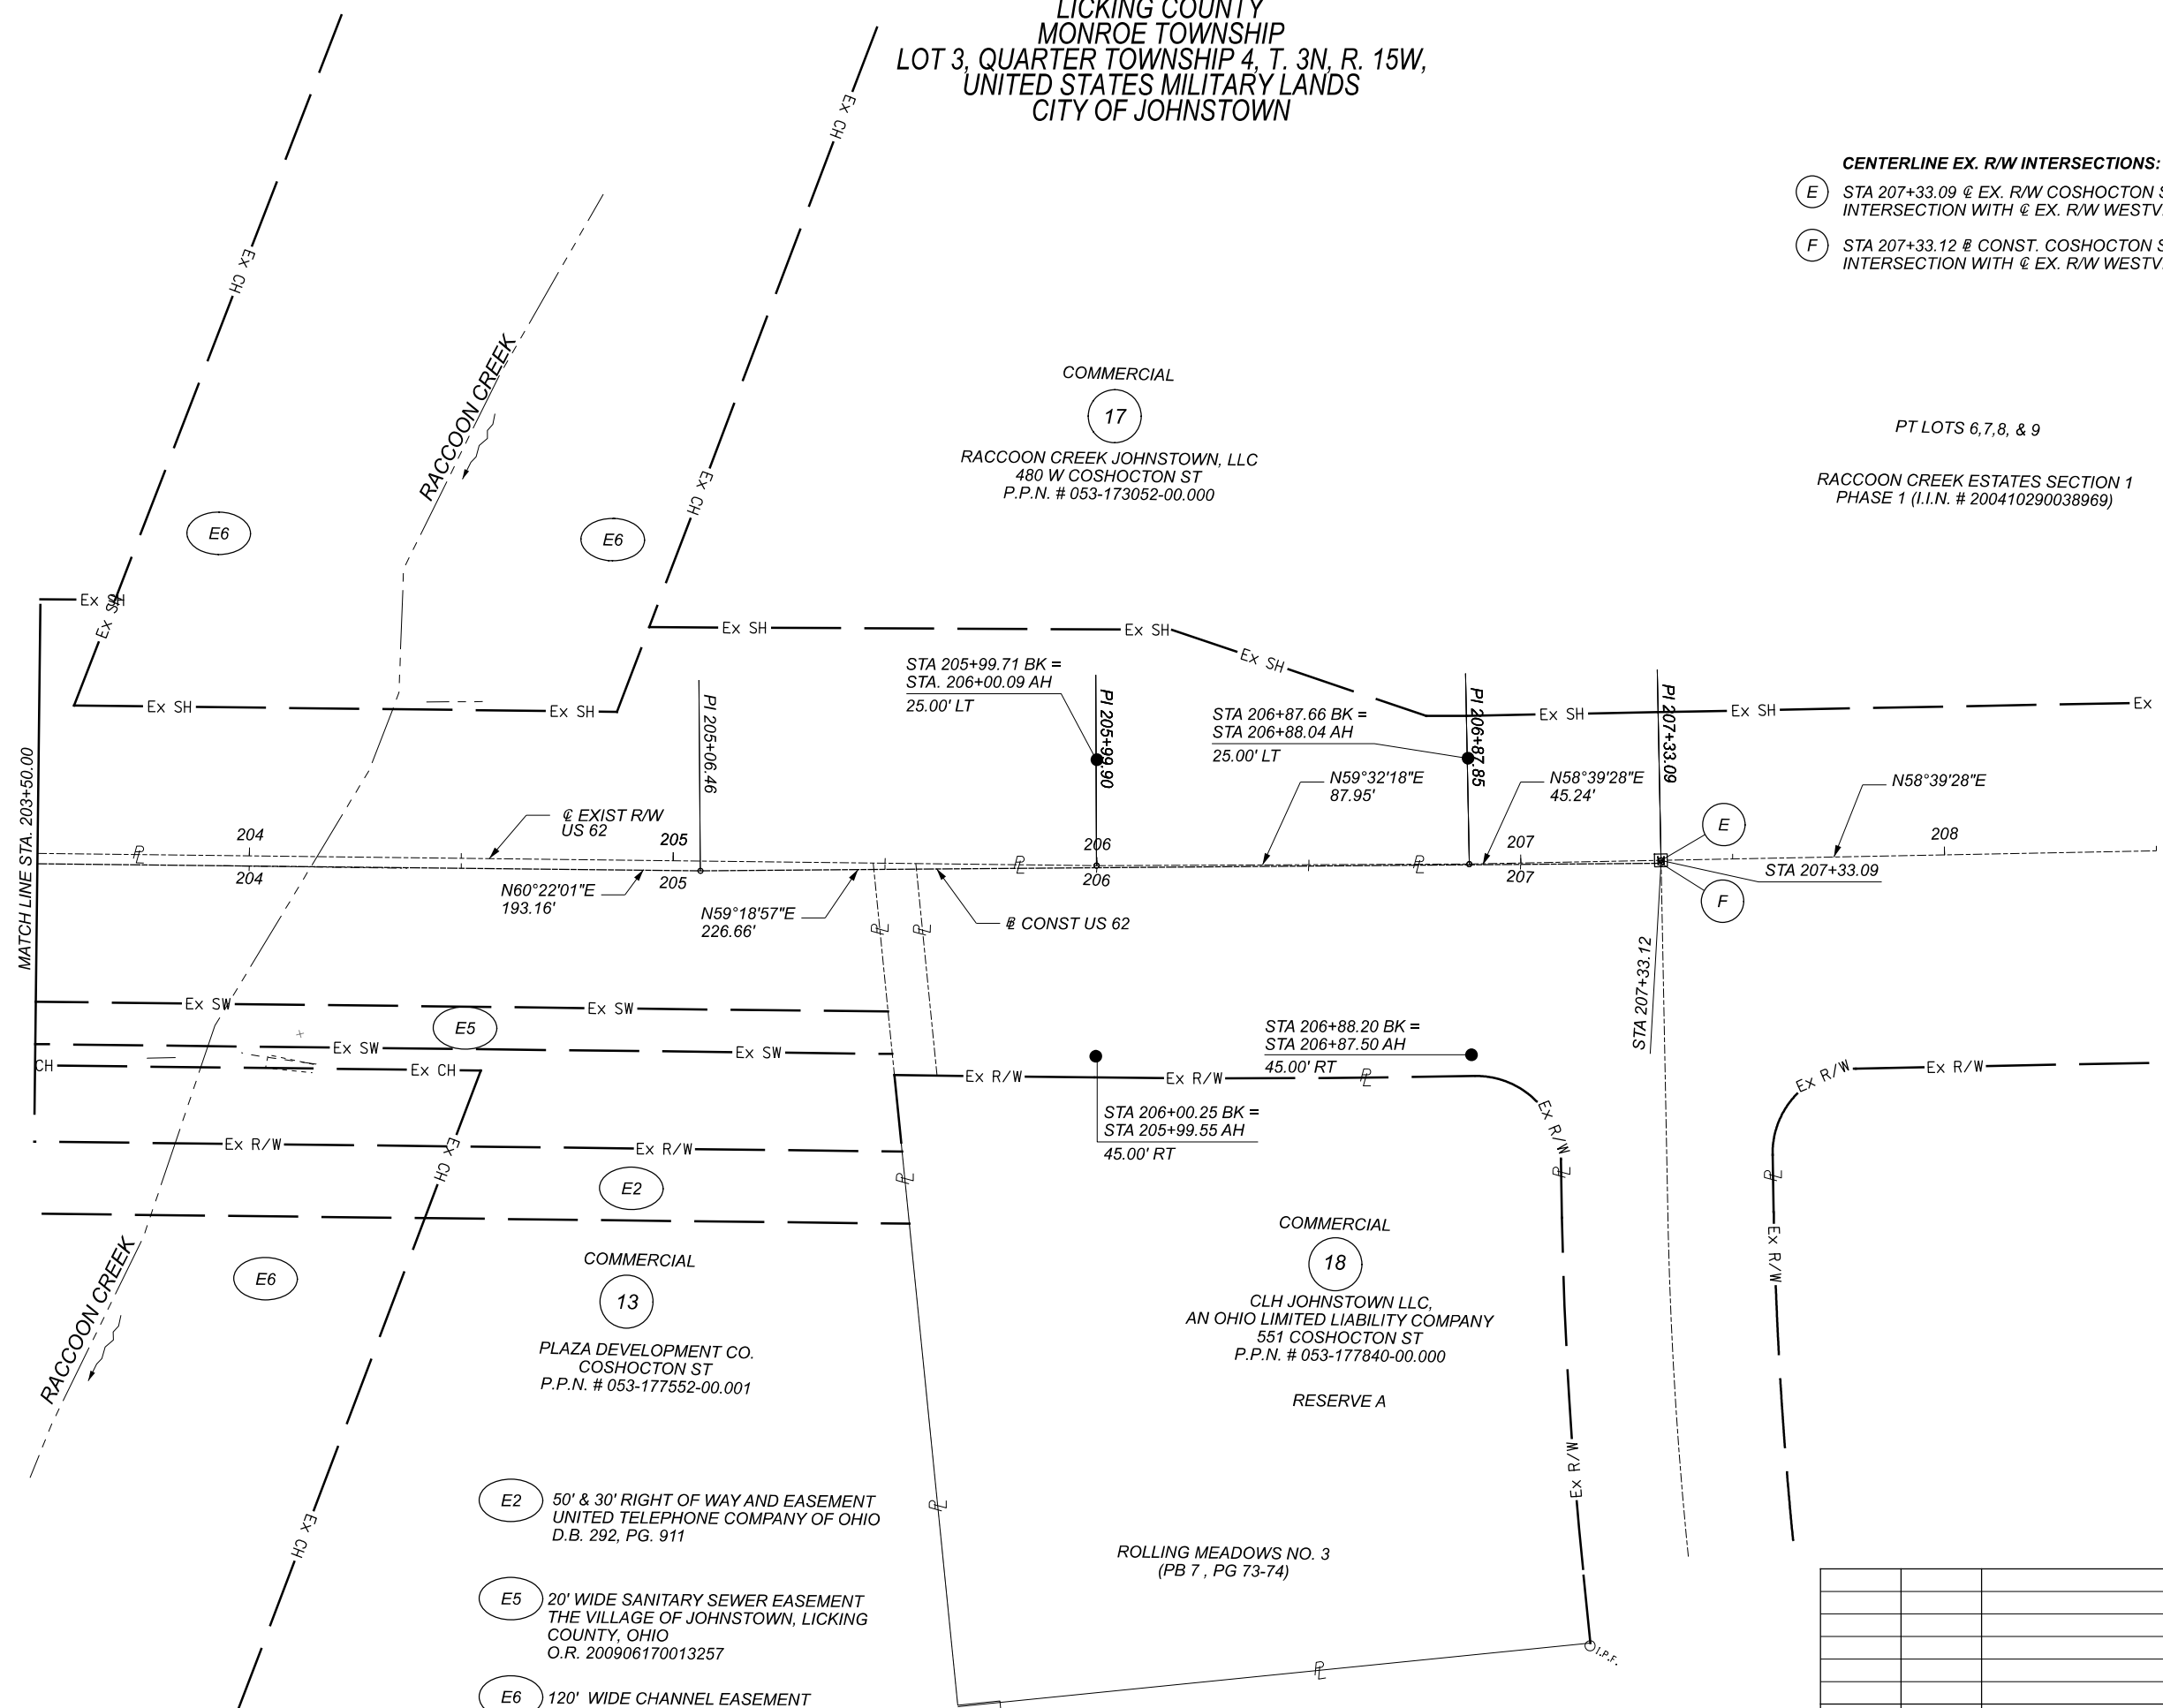 LICKING COUNTY
MONROE TOWNSHIP
LOT 3, QUARTER TOWNSHIP 4, T. 3N, R. 15W,
UNITED STATES MILITARY LANDS
CITY OF JOHNSTOWN
CENTERLINE EX. R/W INTERSECTIONS:
E
STA 207+33.09 ℄ EX. R/W COSHOCTON S
INTERSECTION WITH ℄ EX. R/W WESTV
F
STA 207+33.12 BL CONST. COSHOCTON S
INTERSECTION WITH ℄ EX. R/W WESTV
Ex CH
Ex CH
Ex CH
RACCOON CREEK
COMMERCIAL
17
RACCOON CREEK JOHNSTOWN, LLC
480 W COSHOCTON ST
P.P.N. # 053-173052-00.000
PT LOTS 6,7,8, & 9
RACCOON CREEK ESTATES SECTION 1
PHASE 1 (I.I.N. # 200410290038969)
E6
E6
Ex SH
Ex SH
Ex SH
Ex SH
Ex SH
Ex SH
Ex SH
Ex SH
Ex SH
Ex
MATCH LINE STA. 203+50.00
PI 205+06.46
STA 205+99.71 BK =
STA. 206+00.09 AH
25.00' LT
PI 205+99.90
STA 206+87.66 BK =
STA 206+88.04 AH
25.00' LT
PI 206+87.85
PI 207+33.09
N59°32'18"E
87.95'
N58°39'28"E
45.24'
N58°39'28"E
℄ EXIST R/W
US 62
204
205
206
207
208
PL
PL
PL
204
205
206
207
E
STA 207+33.09
F
N60°22'01"E
193.16'
N59°18'57"E
226.66'
BL CONST US 62
PL
PL
STA 207+33.12
Ex SW
Ex SW
E5
Ex SW
Ex SW
CH
Ex CH
STA 206+88.20 BK =
STA 206+87.50 AH
45.00' RT
Ex R/W
Ex R/W
PL
Ex R/W
Ex R/W
Ex R/W
STA 206+00.25 BK =
STA 205+99.55 AH
45.00' RT
Ex R/W
Ex R/W
Ex CH
PL
PL
PL
E2
E6
RACCOON CREEK
COMMERCIAL
13
PLAZA DEVELOPMENT CO.
COSHOCTON ST
P.P.N. # 053-177552-00.001
COMMERCIAL
18
CLH JOHNSTOWN LLC,
AN OHIO LIMITED LIABILITY COMPANY
551 COSHOCTON ST
P.P.N. # 053-177840-00.000
RESERVE A
Ex R/W
Ex R/W
Ex CH
PL
E2
50' & 30' RIGHT OF WAY AND EASEMENT
UNITED TELEPHONE COMPANY OF OHIO
D.B. 292, PG. 911
ROLLING MEADOWS NO. 3
(PB 7 , PG 73-74)
E5
20' WIDE SANITARY SEWER EASEMENT
THE VILLAGE OF JOHNSTOWN, LICKING
COUNTY, OHIO
O.R. 200906170013257
I.P.F.
PL
E6
120' WIDE CHANNEL EASEMENT